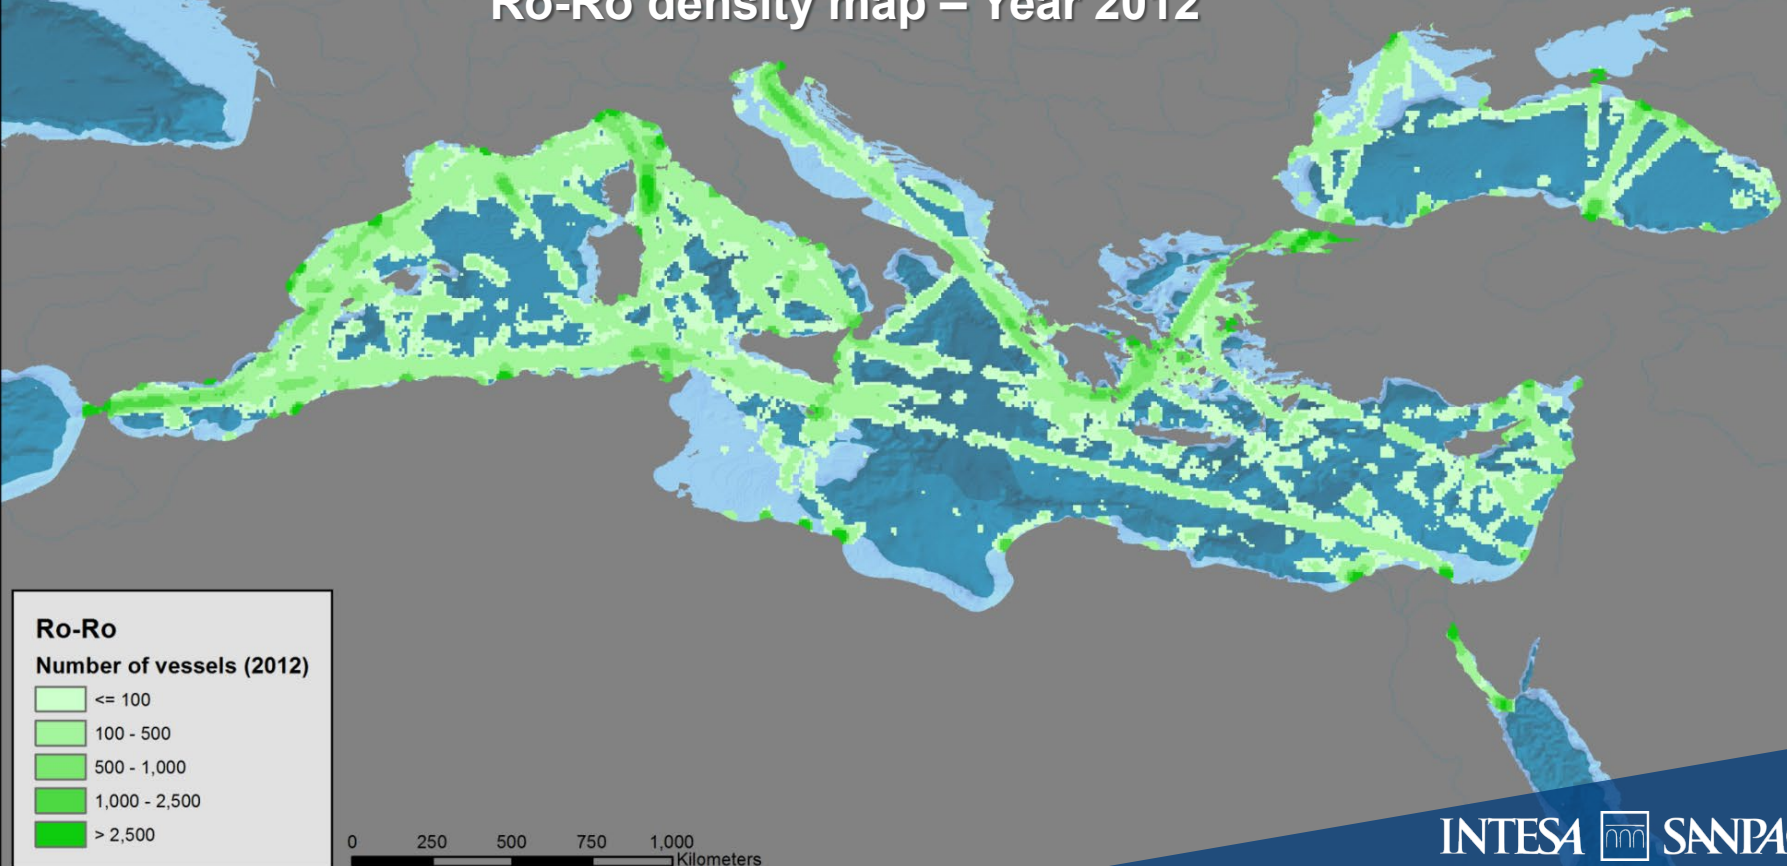 Ro-Ro density map – Year 2012
Ro-Ro
Number of vessels (2012)
<= 100
100 - 500
500 - 1,000
1,000 - 2,500
> 2,500
0 250 500 750 1,000
Kilometers
INTESA SANPA